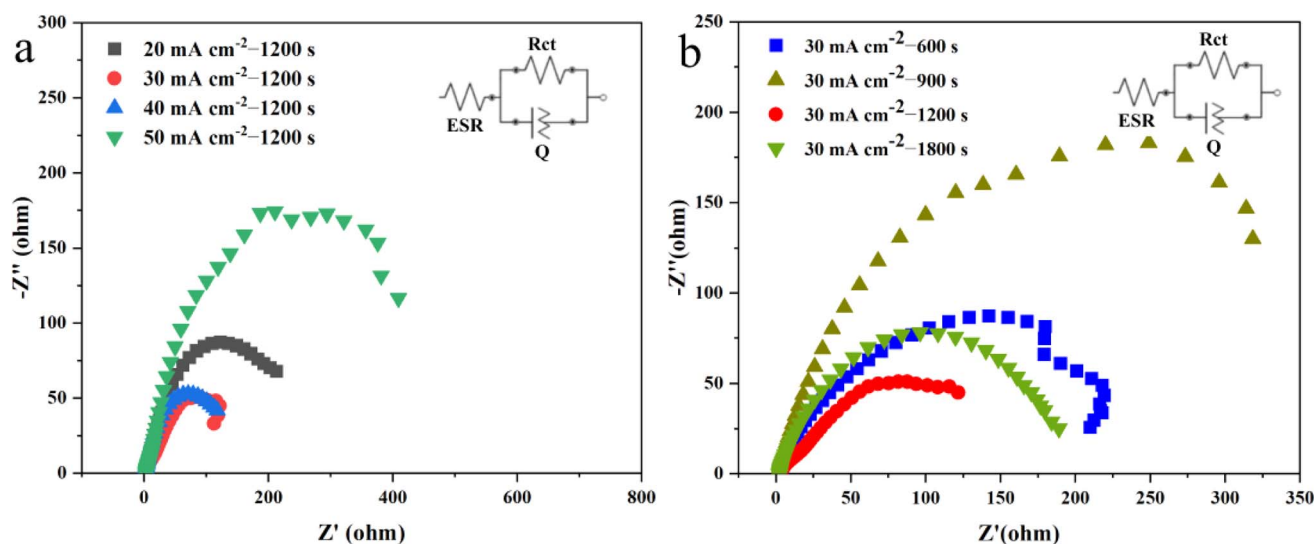 a
20 mA cm⁻²−1200 s
30 mA cm⁻²−1200 s
40 mA cm⁻²−1200 s
50 mA cm⁻²−1200 s
Rct
ESR
Q
-Z'' (ohm)
300
250
200
150
100
50
0
0 200 400 600 800
Z' (ohm)
b
30 mA cm⁻²−600 s
30 mA cm⁻²−900 s
30 mA cm⁻²−1200 s
30 mA cm⁻²−1800 s
Rct
ESR
Q
-Z''(ohm)
250
200
150
100
50
0
0 50 100 150 200 250 300 350
Z'(ohm)